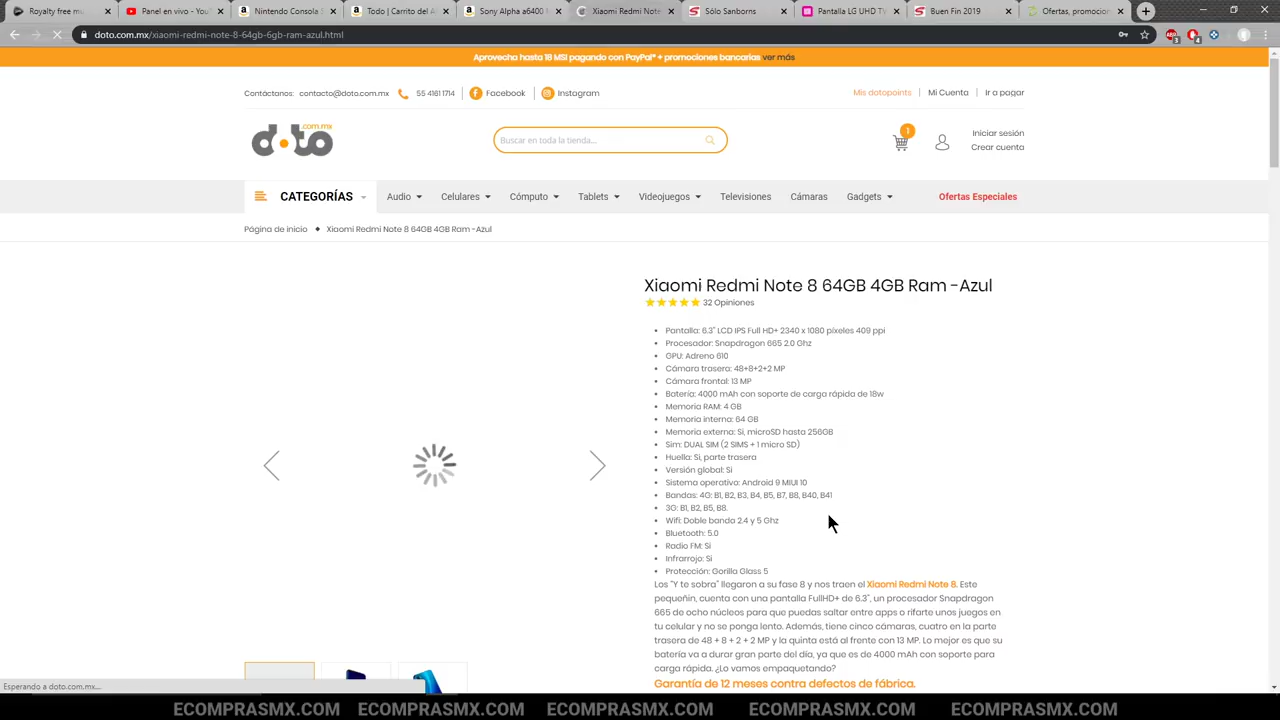 Royalty free m
Panel en vivo - You
Nintendo Console S
Todo | Carrito del A
Sony Alpha a6400 M
Xiaomi Redmi Note
Sólo Sanborns
Pantalla LG UHD TV
Buen Fin 2019
Ofertas, promocion
doto.com.mx/xiaomi-redmi-note-8-64gb-6gb-ram-azul.html
Aprovecha hasta 18 MSI pagando con PayPal* + promociones bancarias ver más
Contáctanos: contacto@doto.com.mx 55 4161 1714 Facebook Instagram
Mis dotopoints Mi Cuenta Ir a pagar
doto.com.mx
Buscar en toda la tienda...
1
Iniciar sesión
Crear cuenta
CATEGORÍAS Audio Celulares Cómputo Tablets Videojuegos Televisiones Cámaras Gadgets Ofertas Especiales
Página de inicio Xiaomi Redmi Note 8 64GB 4GB Ram -Azul
Xiaomi Redmi Note 8 64GB 4GB Ram -Azul
32 Opiniones
Pantalla: 6.3" LCD IPS Full HD+ 2340 x 1080 píxeles 409 ppi
Procesador: Snapdragon 665 2.0 Ghz
GPU: Adreno 610
Cámara trasera: 48+8+2+2 MP
Cámara frontal: 13 MP
Batería: 4000 mAh con soporte de carga rápida de 18w
Memoria RAM: 4 GB
Memoria interna: 64 GB
Memoria externa: Si, microSD hasta 256GB
Sim: DUAL SIM (2 SIMS + 1 micro SD)
Huella: Si, parte trasera
Versión global: Si
Sistema operativo: Android 9 MIUI 10
Bandas: 4G: B1, B2, B3, B4, B5, B7, B8, B40, B41
3G: B1, B2, B5, B8.
Wifi: Doble banda 2.4 y 5 Ghz
Bluetooth: 5.0
Radio FM: Si
Infrarrojo: Si
Protección: Gorilla Glass 5
Los "Y te sobra" llegaron a su fase 8 y nos traen el Xiaomi Redmi Note 8. Este
pequeñin, cuenta con una pantalla FullHD+ de 6.3", un procesador Snapdragon
665 de ocho núcleos para que puedas saltar entre apps o rifarte unos juegos en
tu celular y no se ponga lento. Además, tiene cinco cámaras, cuatro en la parte
trasera de 48 + 8 + 2 + 2 MP y la quinta está al frente con 13 MP. Lo mejor es que su
batería va a durar gran parte del día, ya que es de 4000 mAh con soporte para
carga rápida. ¿Lo vamos empaquetando?
Garantía de 12 meses contra defectos de fábrica.
Esperando a doto.com.mx...
ECOMPRASMX.COM ECOMPRASMX.COM ECOMPRASMX.COM ECOMPRASMX.COM ECOMPRASMX.COM